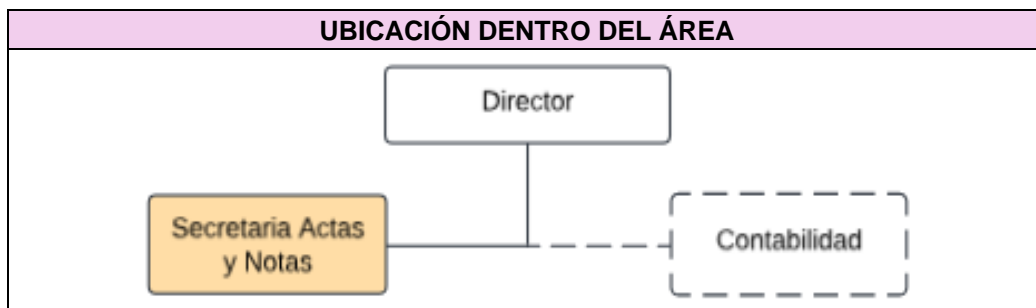 UBICACIÓN DENTRO DEL ÁREA
Director
Secretaria Actas
y Notas
Contabilidad